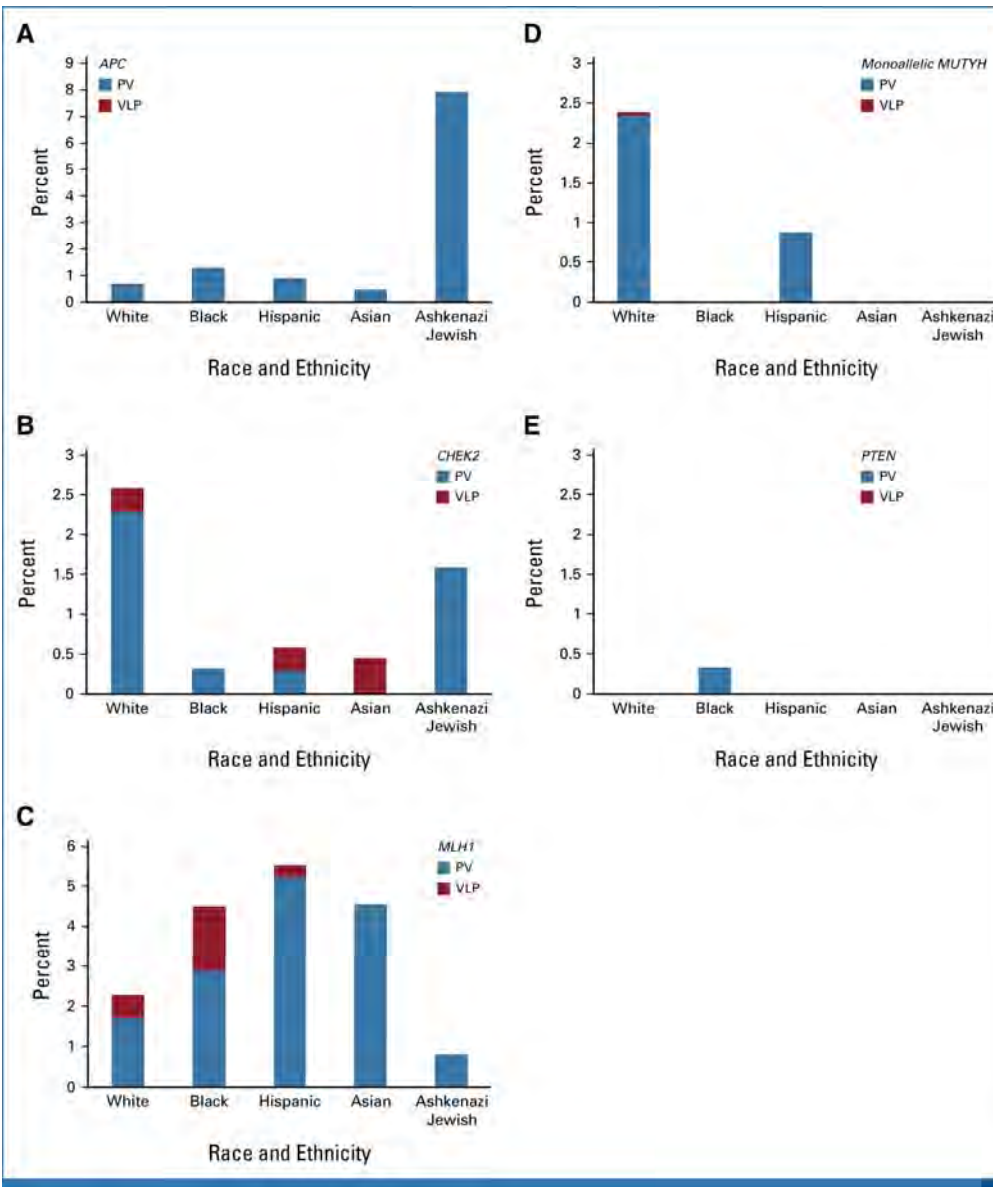 A
APC
PV
VLP
9
8
7
6
5
4
3
2
1
0
Percent
White Black Hispanic Asian Ashkenazi
Jewish
Race and Ethnicity
D
Monoallelic MUTYH
PV
VLP
3
2.5
2
1.5
1
0.5
0
Percent
White Black Hispanic Asian Ashkenazi
Jewish
Race and Ethnicity
B
CHEK2
PV
VLP
3
2.5
2
1.5
1
0.5
0
Percent
White Black Hispanic Asian Ashkenazi
Jewish
Race and Ethnicity
E
PTEN
PV
VLP
3
2.5
2
1.5
1
0.5
0
Percent
White Black Hispanic Asian Ashkenazi
Jewish
Race and Ethnicity
C
MLH1
PV
VLP
6
5
4
3
2
1
0
Percent
White Black Hispanic Asian Ashkenazi
Jewish
Race and Ethnicity